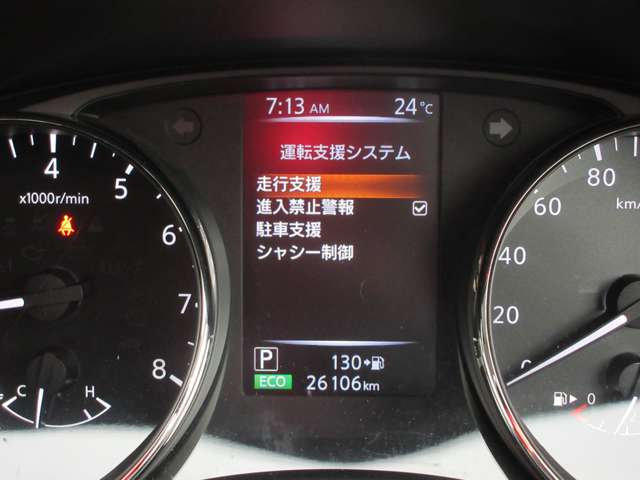 7:13 AM 24°C
運転支援システム
走行支援
進入禁止警報
駐車支援
シャシー制御
P 130
ECO 26106km
4
5
x1000r/min
6
7
8
C H
80
60 km/
40
20
0
0